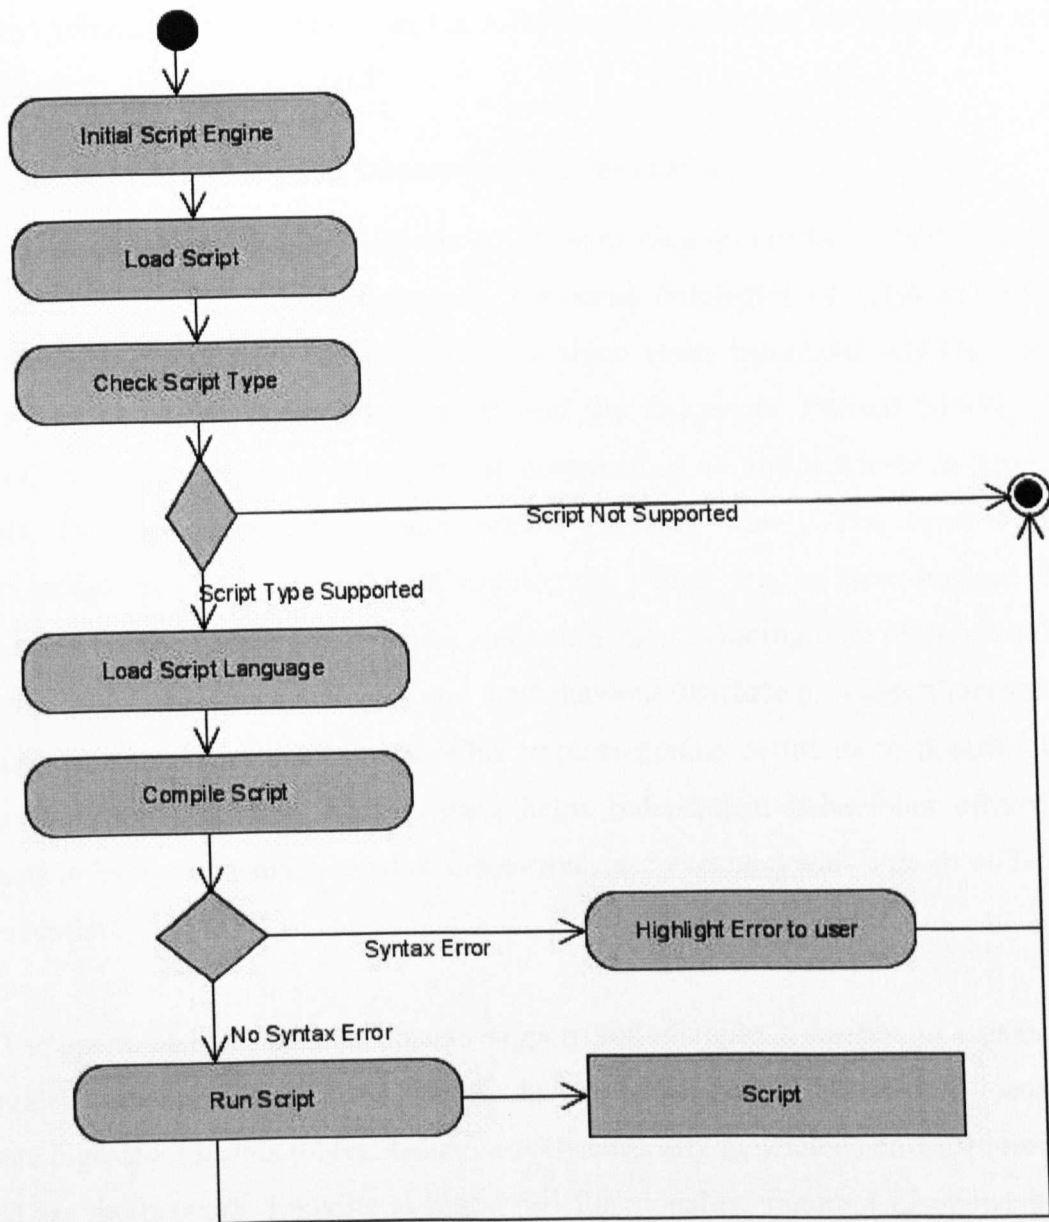 Initial Script Engine
Load Script
Check Script Type
Script Not Supported
Script Type Supported
Load Script Language
Compile Script
Syntax Error
Highlight Error to user
No Syntax Error
Run Script
Script